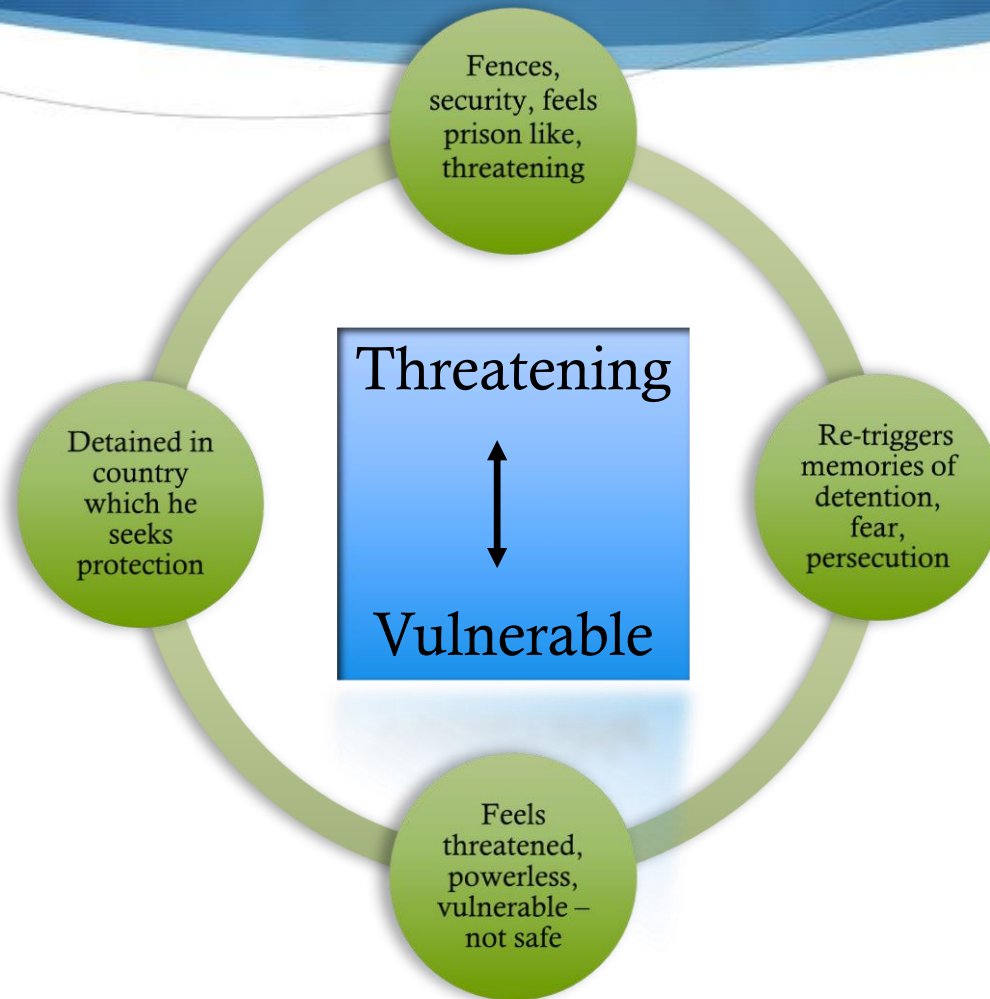 Fences,
security, feels
prison like,
threatening
Threatening
Vulnerable
Re-triggers
memories of
detention,
fear,
persecution
Feels
threatened,
powerless,
vulnerable –
not safe
Detained in
country
which he
seeks
protection